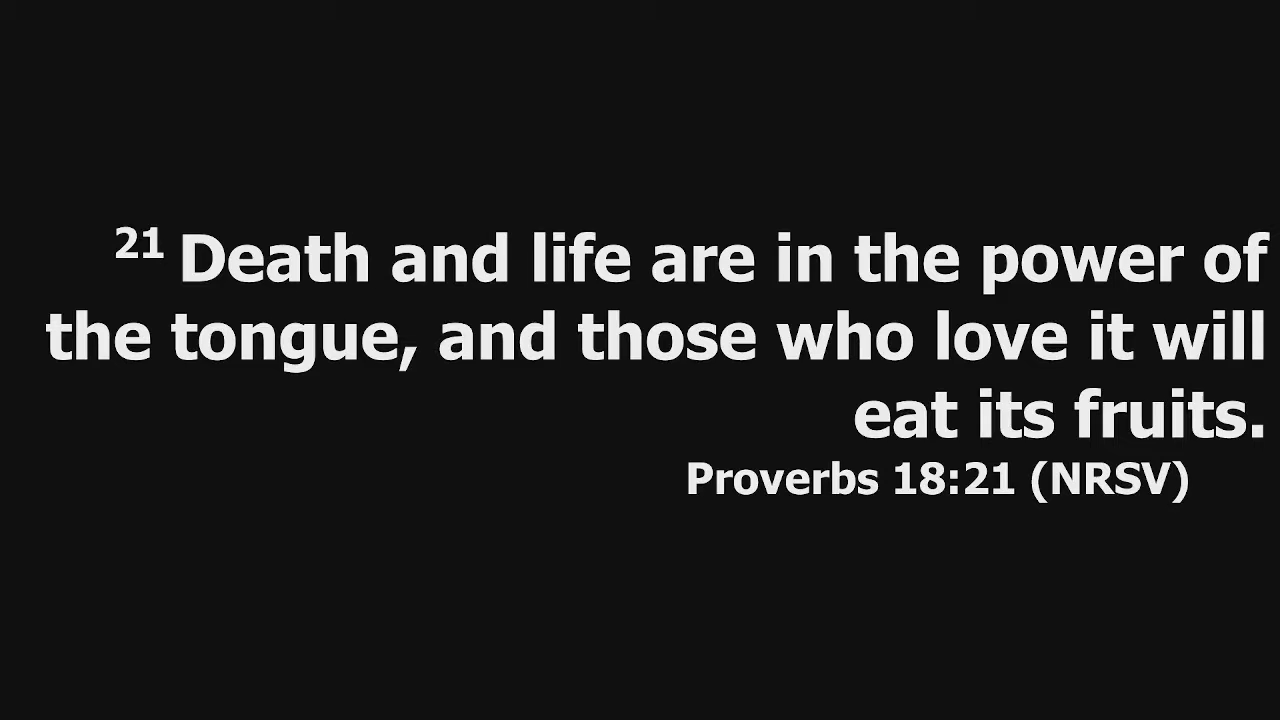 21 Death and life are in the power of
the tongue, and those who love it will
eat its fruits.
Proverbs 18:21 (NRSV)